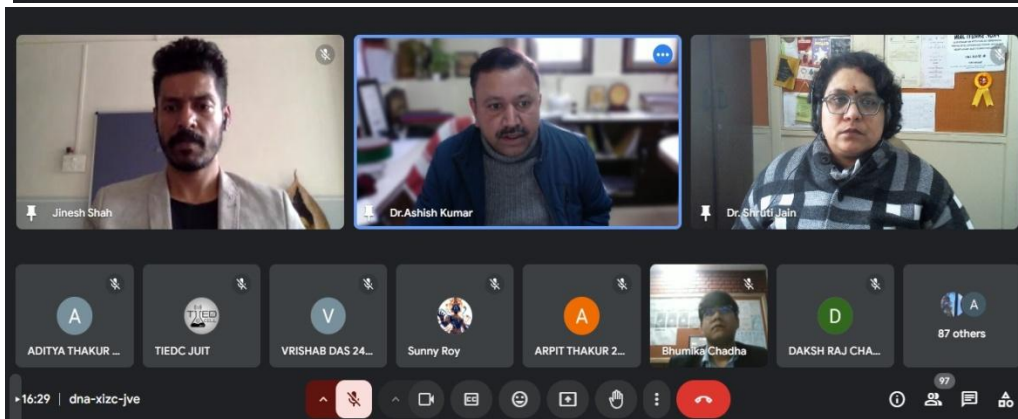 Jinesh Shah
Dr.Ashish Kumar
Dr. Shruti Jain
A
ADITYA THAKUR ...
TIEDC JUIT
V
VRISHAB DAS 24...
Sunny Roy
A
ARPIT THAKUR 2...
Bhumika Chadha
D
DAKSH RAJ CHA...
A
87 others
16:29 | dna-xizc-jve
CC
97